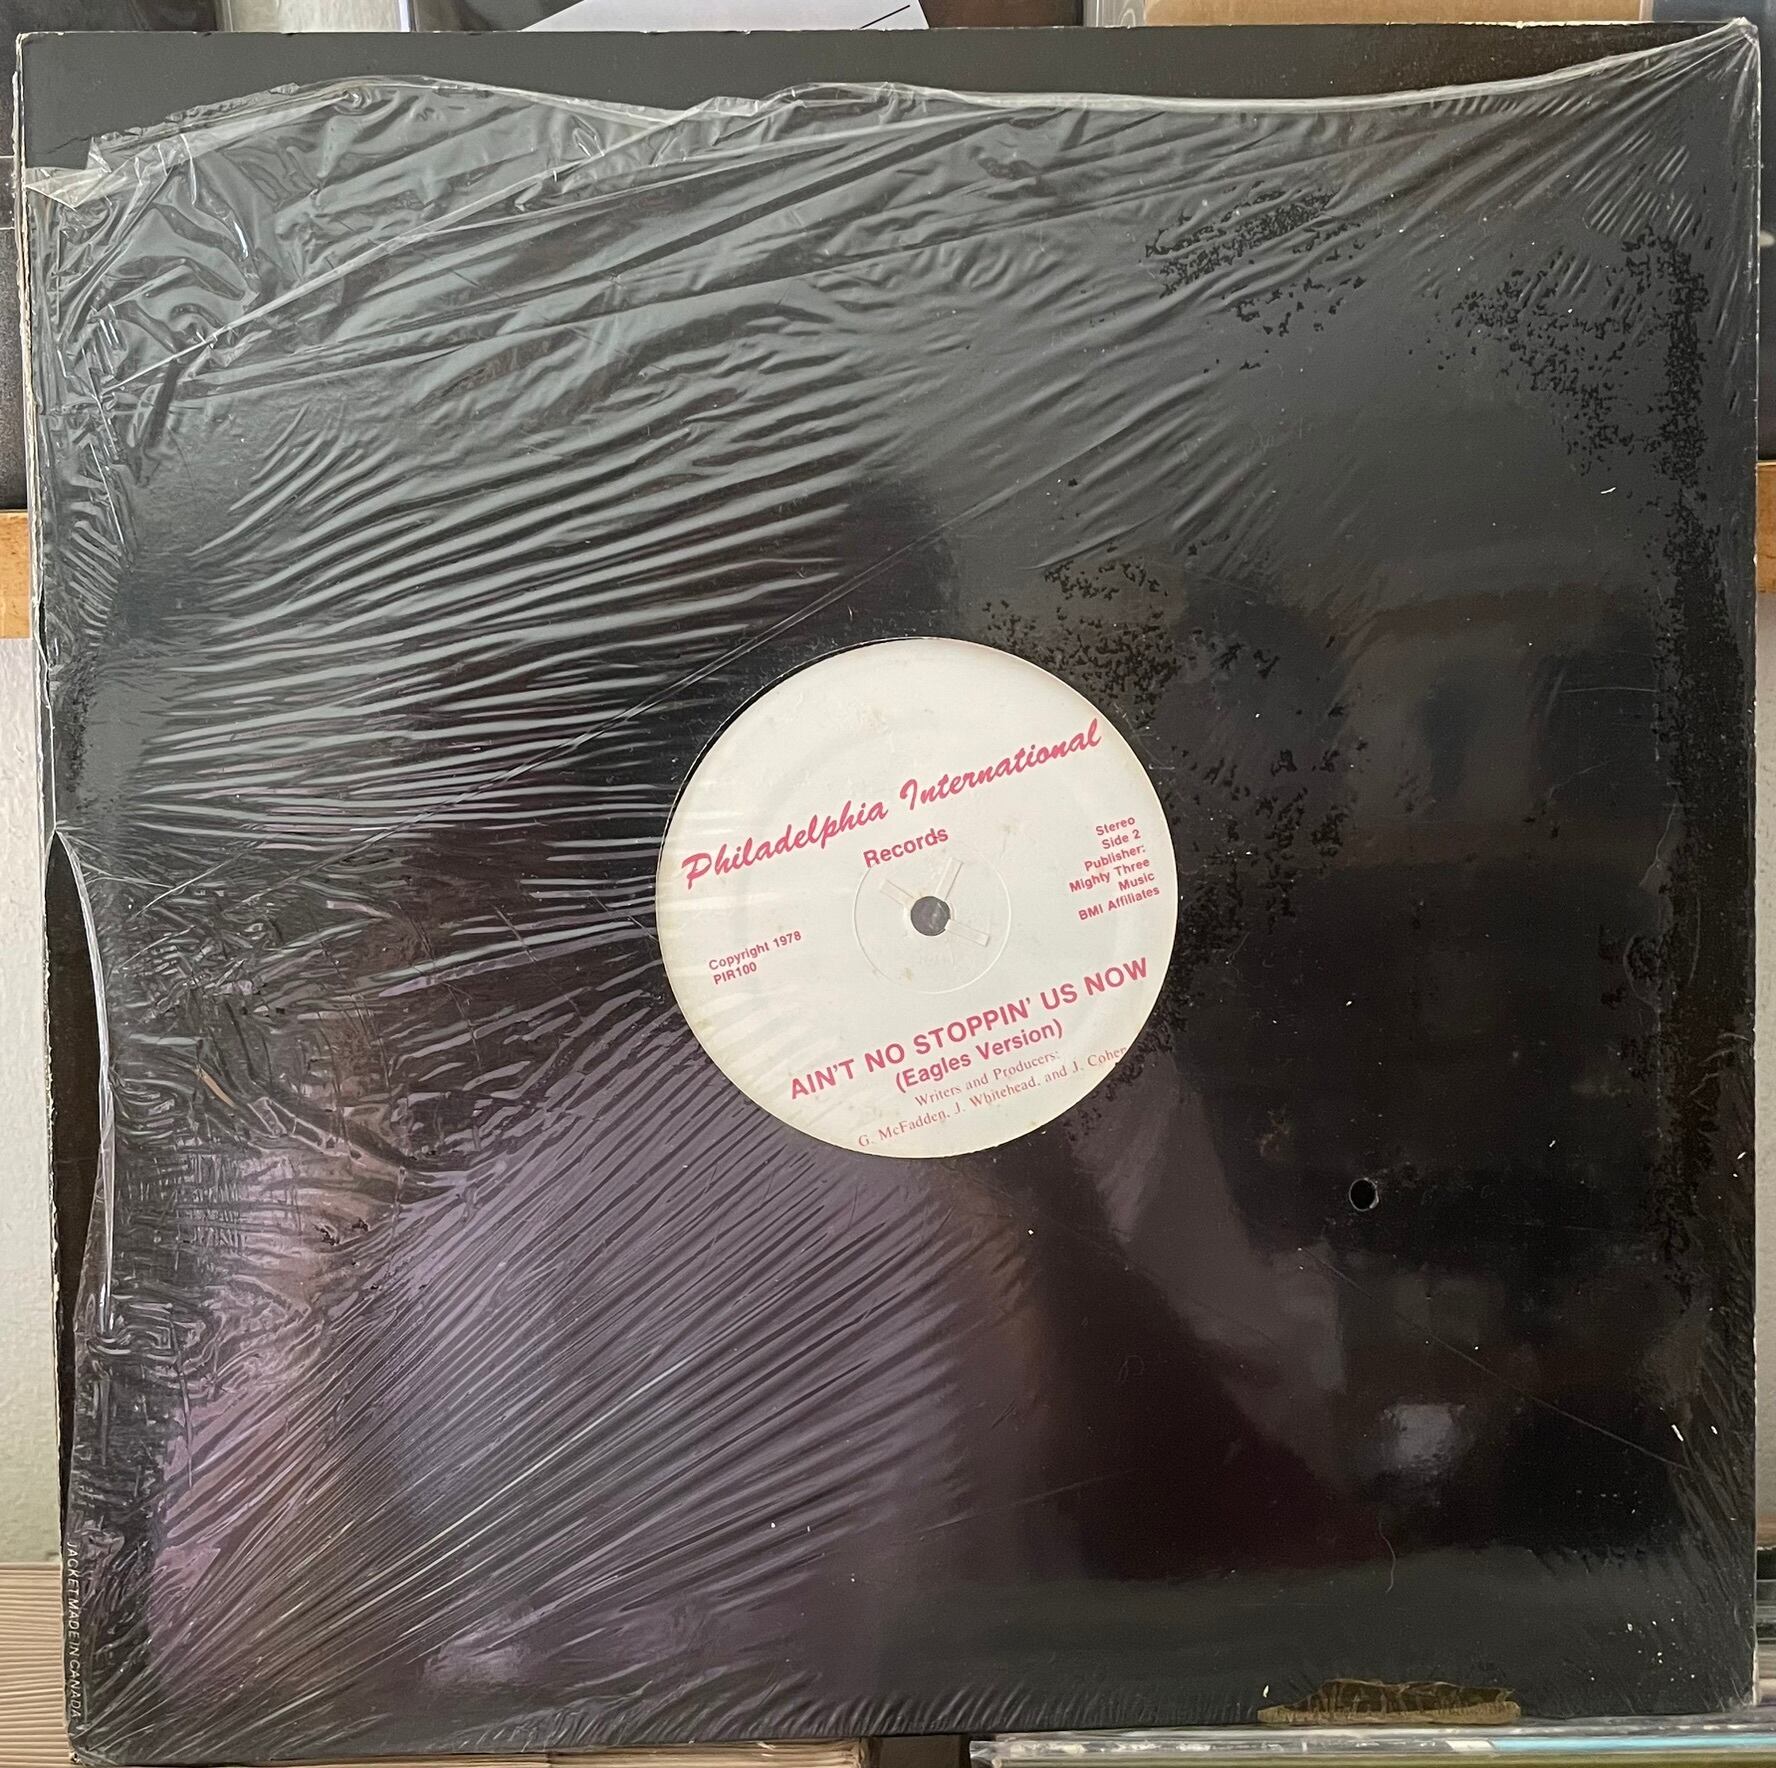 Philadelphia International
Records
Stereo
Side 2
Publisher:
Mighty Three
Music
BMI Affiliates
Copyright 1978
PIR100
AIN'T NO STOPPIN' US NOW
(Eagles Version)
Writers and Producers:
G. McFadden, J. Whitehead, and J. Cohen
JACKET MADE IN CANADA